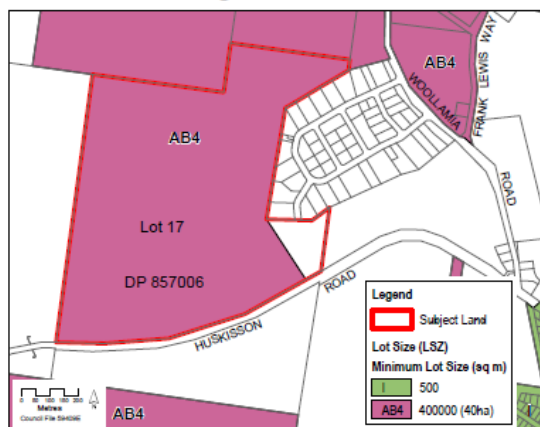 AB4
WOOLLAMIA
FRANK LEWIS WAY
AB4
Lot 17
ROAD
DP 857006
HUSKISSON ROAD
Legend
Subject Land
Lot Size (LSZ)
Minimum Lot Size (sq m)
I 500
AB4 400000 (40ha)
Metres
N
AB4
I